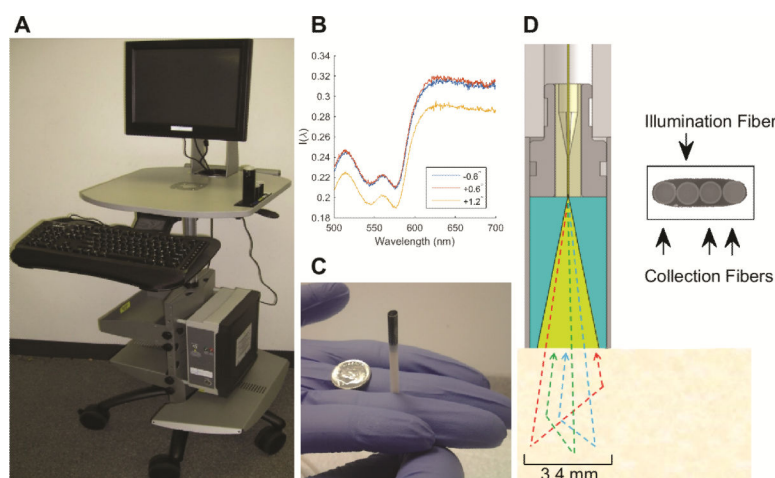 A
B
0.34
0.32
0.3
0.28
0.26
0.24
0.22
0.2
0.18
I(λ)
500
550
600
650
700
Wavelength (nm)
-0.6°
+0.6°
+1.2°
C
D
Illumination Fiber
Collection Fibers
3.4 mm